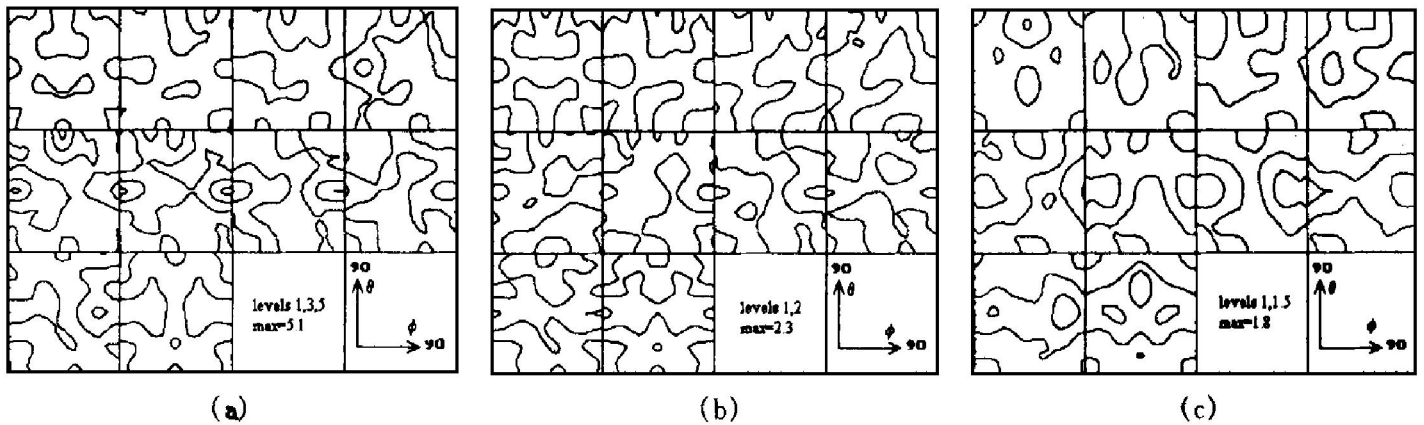 levels 1,3,5
max=5.1
90
θ
ϕ
90
(a)
levels 1,2
max=2.3
90
θ
ϕ
90
(b)
levels 1,1.5
max=1.8
90
θ
ϕ
90
(c)